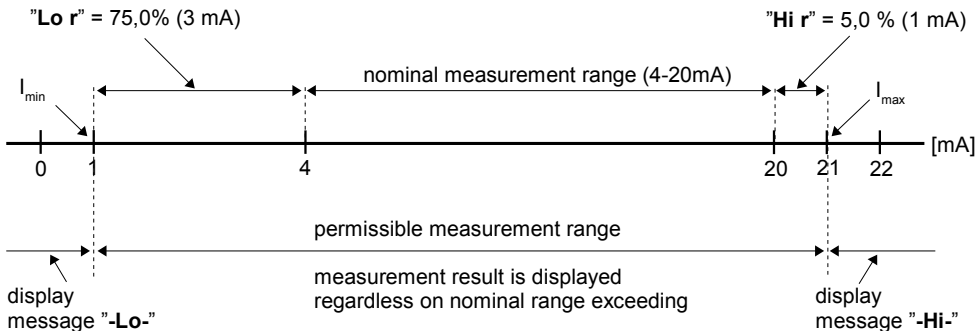 "Lo r" = 75,0% (3 mA)
"Hi r" = 5,0 % (1 mA)
nominal measurement range (4-20mA)
Imin
Imax
[mA]
0 1 4 20 21 22
permissible measurement range
measurement result is displayed
regardless on nominal range exceeding
display
message "-Lo-"
display
message "-Hi-"